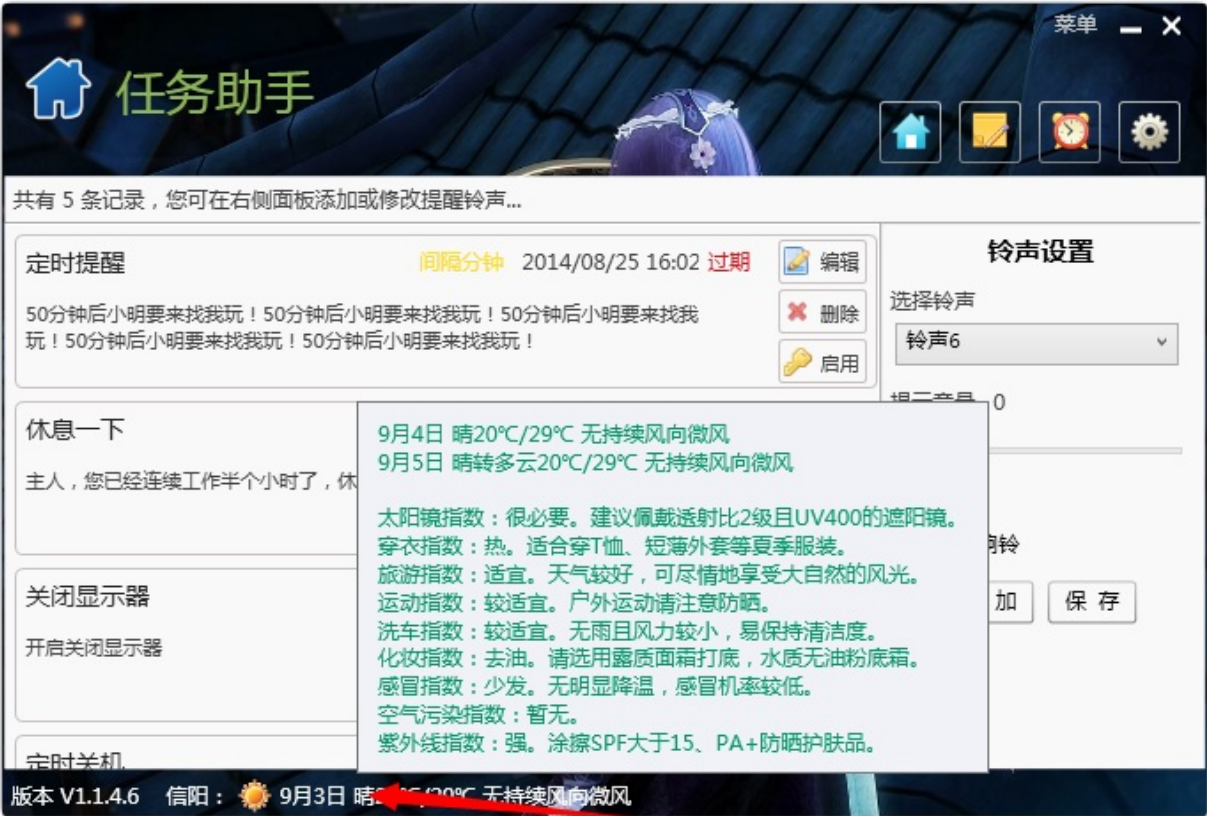 菜单
任务助手
共有 5 条记录，您可在右侧面板添加或修改提醒铃声...
定时提醒
间隔分钟 2014/08/25 16:02 过期
编辑
50分钟后小明要来找我玩！50分钟后小明要来找我玩！50分钟后小明要来找我
玩！50分钟后小明要来找我玩！50分钟后小明要来找我玩！
删除
启用
铃声设置
选择铃声
铃声6
0
休息一下
主人，您已经连续工作半个小时了，休
关闭显示器
开启关闭显示器
定时关机
9月4日 晴20℃/29℃ 无持续风向微风
9月5日 晴转多云20℃/29℃ 无持续风向微风
太阳镜指数：很必要。建议佩戴透射比2级且UV400的遮阳镜。
穿衣指数：热。适合穿T恤、短薄外套等夏季服装。
旅游指数：适宜。天气较好，可尽情地享受大自然的风光。
运动指数：较适宜。户外运动请注意防晒。
洗车指数：较适宜。无雨且风力较小，易保持清洁度。
化妆指数：去油。请选用露质面霜打底，水质无油粉底霜。
感冒指数：少发。无明显降温，感冒机率较低。
空气污染指数：暂无。
紫外线指数：强。涂擦SPF大于15、PA+防晒护肤品。
铃
加
保 存
版本 V1.1.4.6 信阳： 9月3日 晴 /29℃ 无持续风向微风